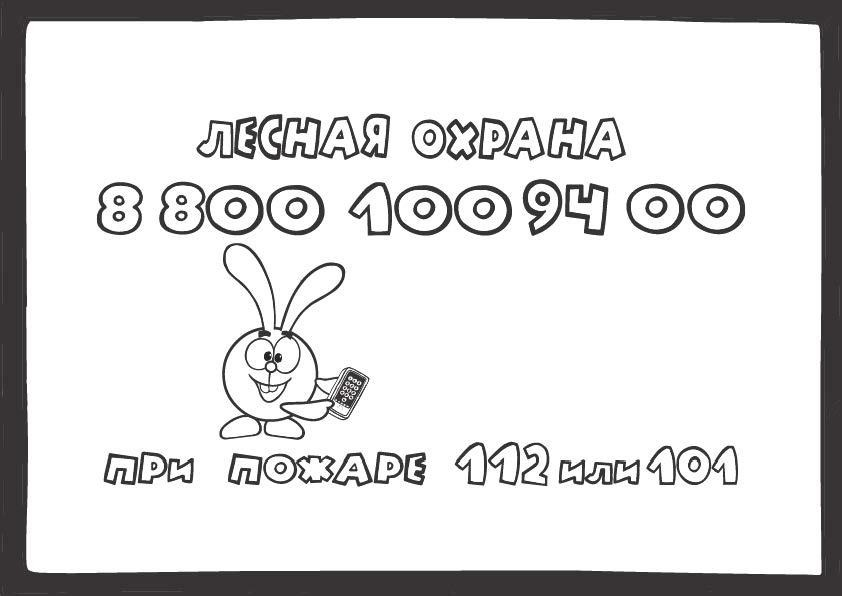 ЛЕСНАЯ ОХРАНА
8 800 100 94 00
ПРИ ПОЖАРЕ 112 ИЛИ 101